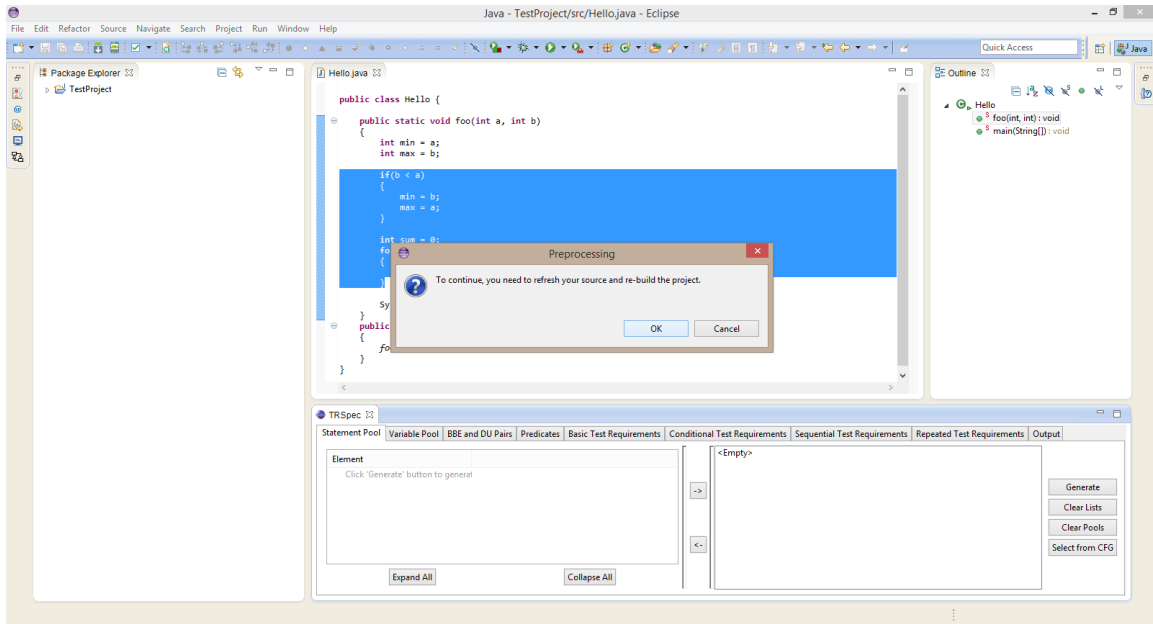 Java - TestProject/src/Hello.java - Eclipse
File Edit Refactor Source Navigate Search Project Run Window Help
Quick Access
Java
Package Explorer
TestProject
Hello.java
public class Hello {
public static void foo(int a, int b)
{
int min = a;
int max = b;
if(b < a)
{
min = b;
max = a;
}
int sum = 0;
fo
{
}
Sy
}
public
{
fo
}
}
Preprocessing
To continue, you need to refresh your source and re-build the project.
OK Cancel
Outline
Hello
foo(int, int) : void
main(String[]) : void
TRSpec
Statement Pool Variable Pool BBE and DU Pairs Predicates Basic Test Requirements Conditional Test Requirements Sequential Test Requirements Repeated Test Requirements Output
Element
Click 'Generate' button to general
->
<-
<Empty>
Generate
Clear Lists
Clear Pools
Select from CFG
Expand All Collapse All